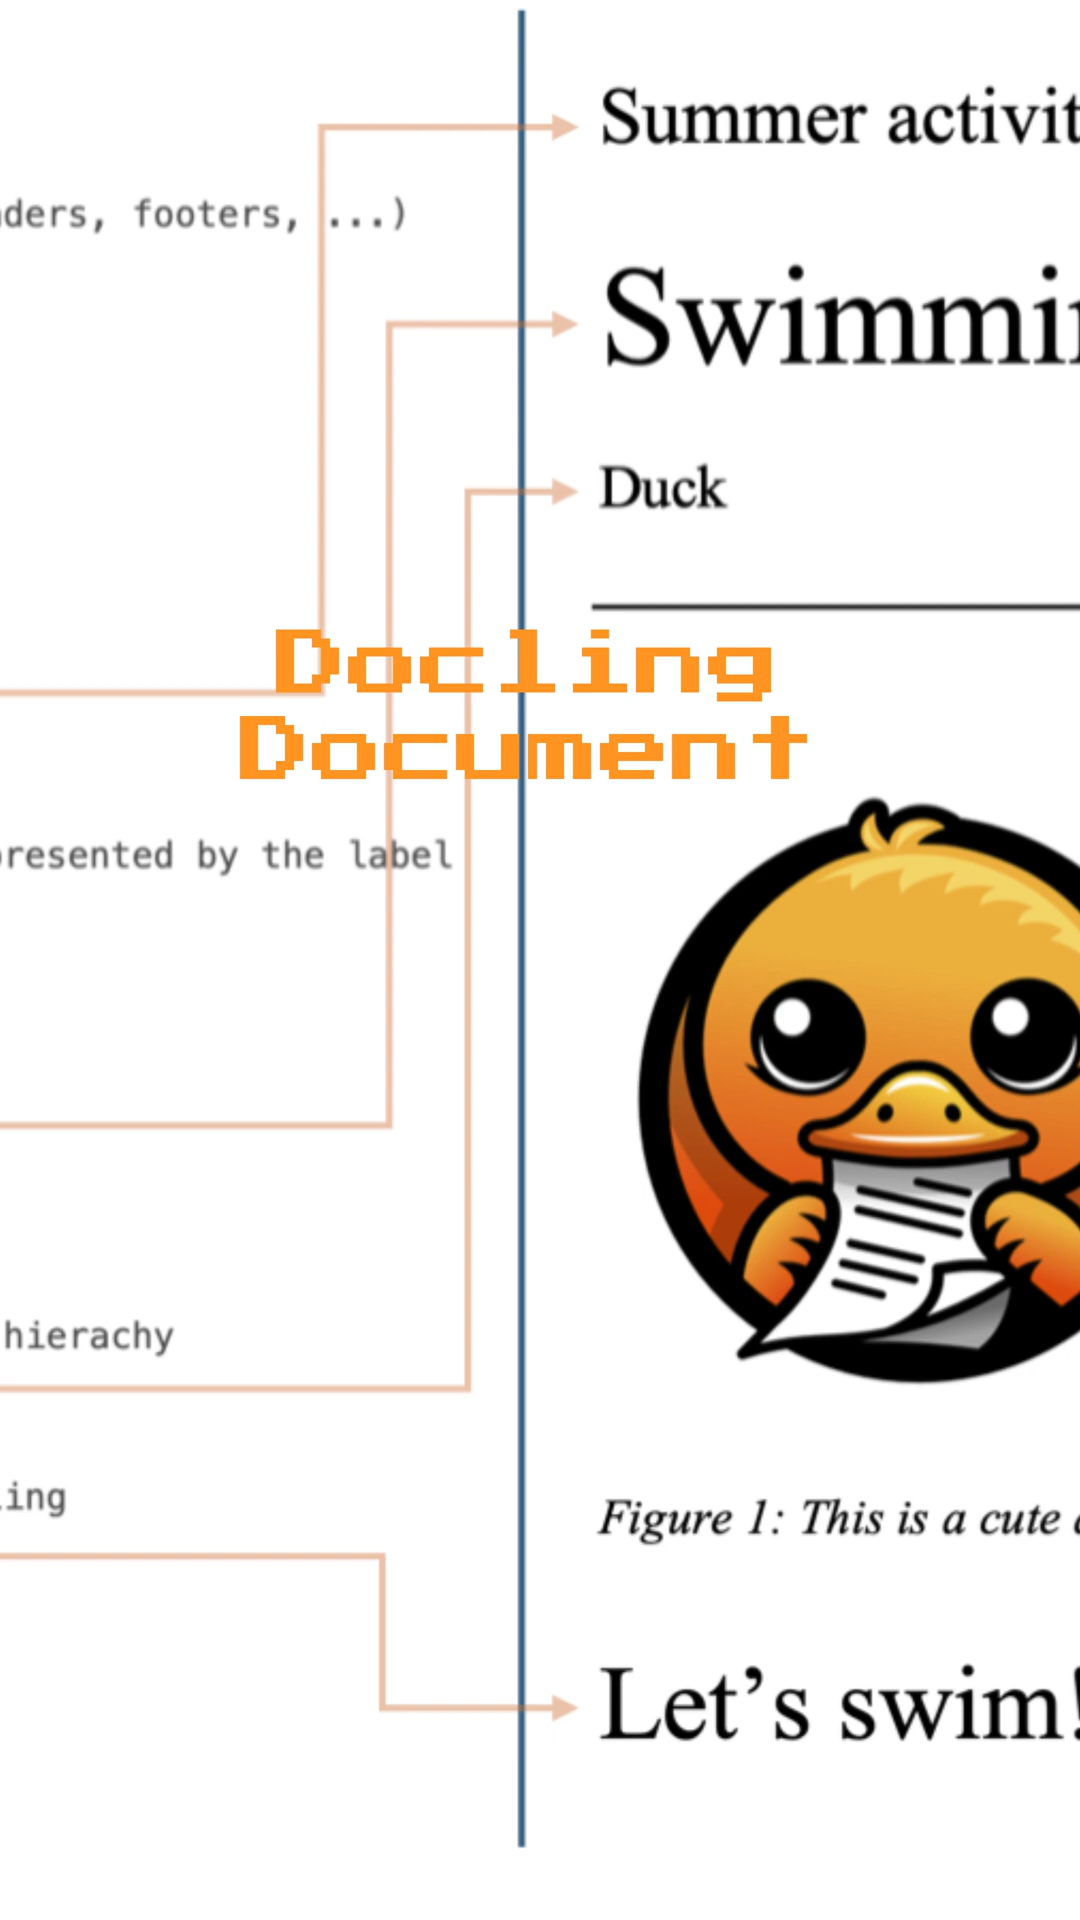 Summer activit
ders, footers, ...)
Swimmi
Duck
Docling
Document
presented by the label
hierachy
ing
Figure 1: This is a cute
Let’s swim!